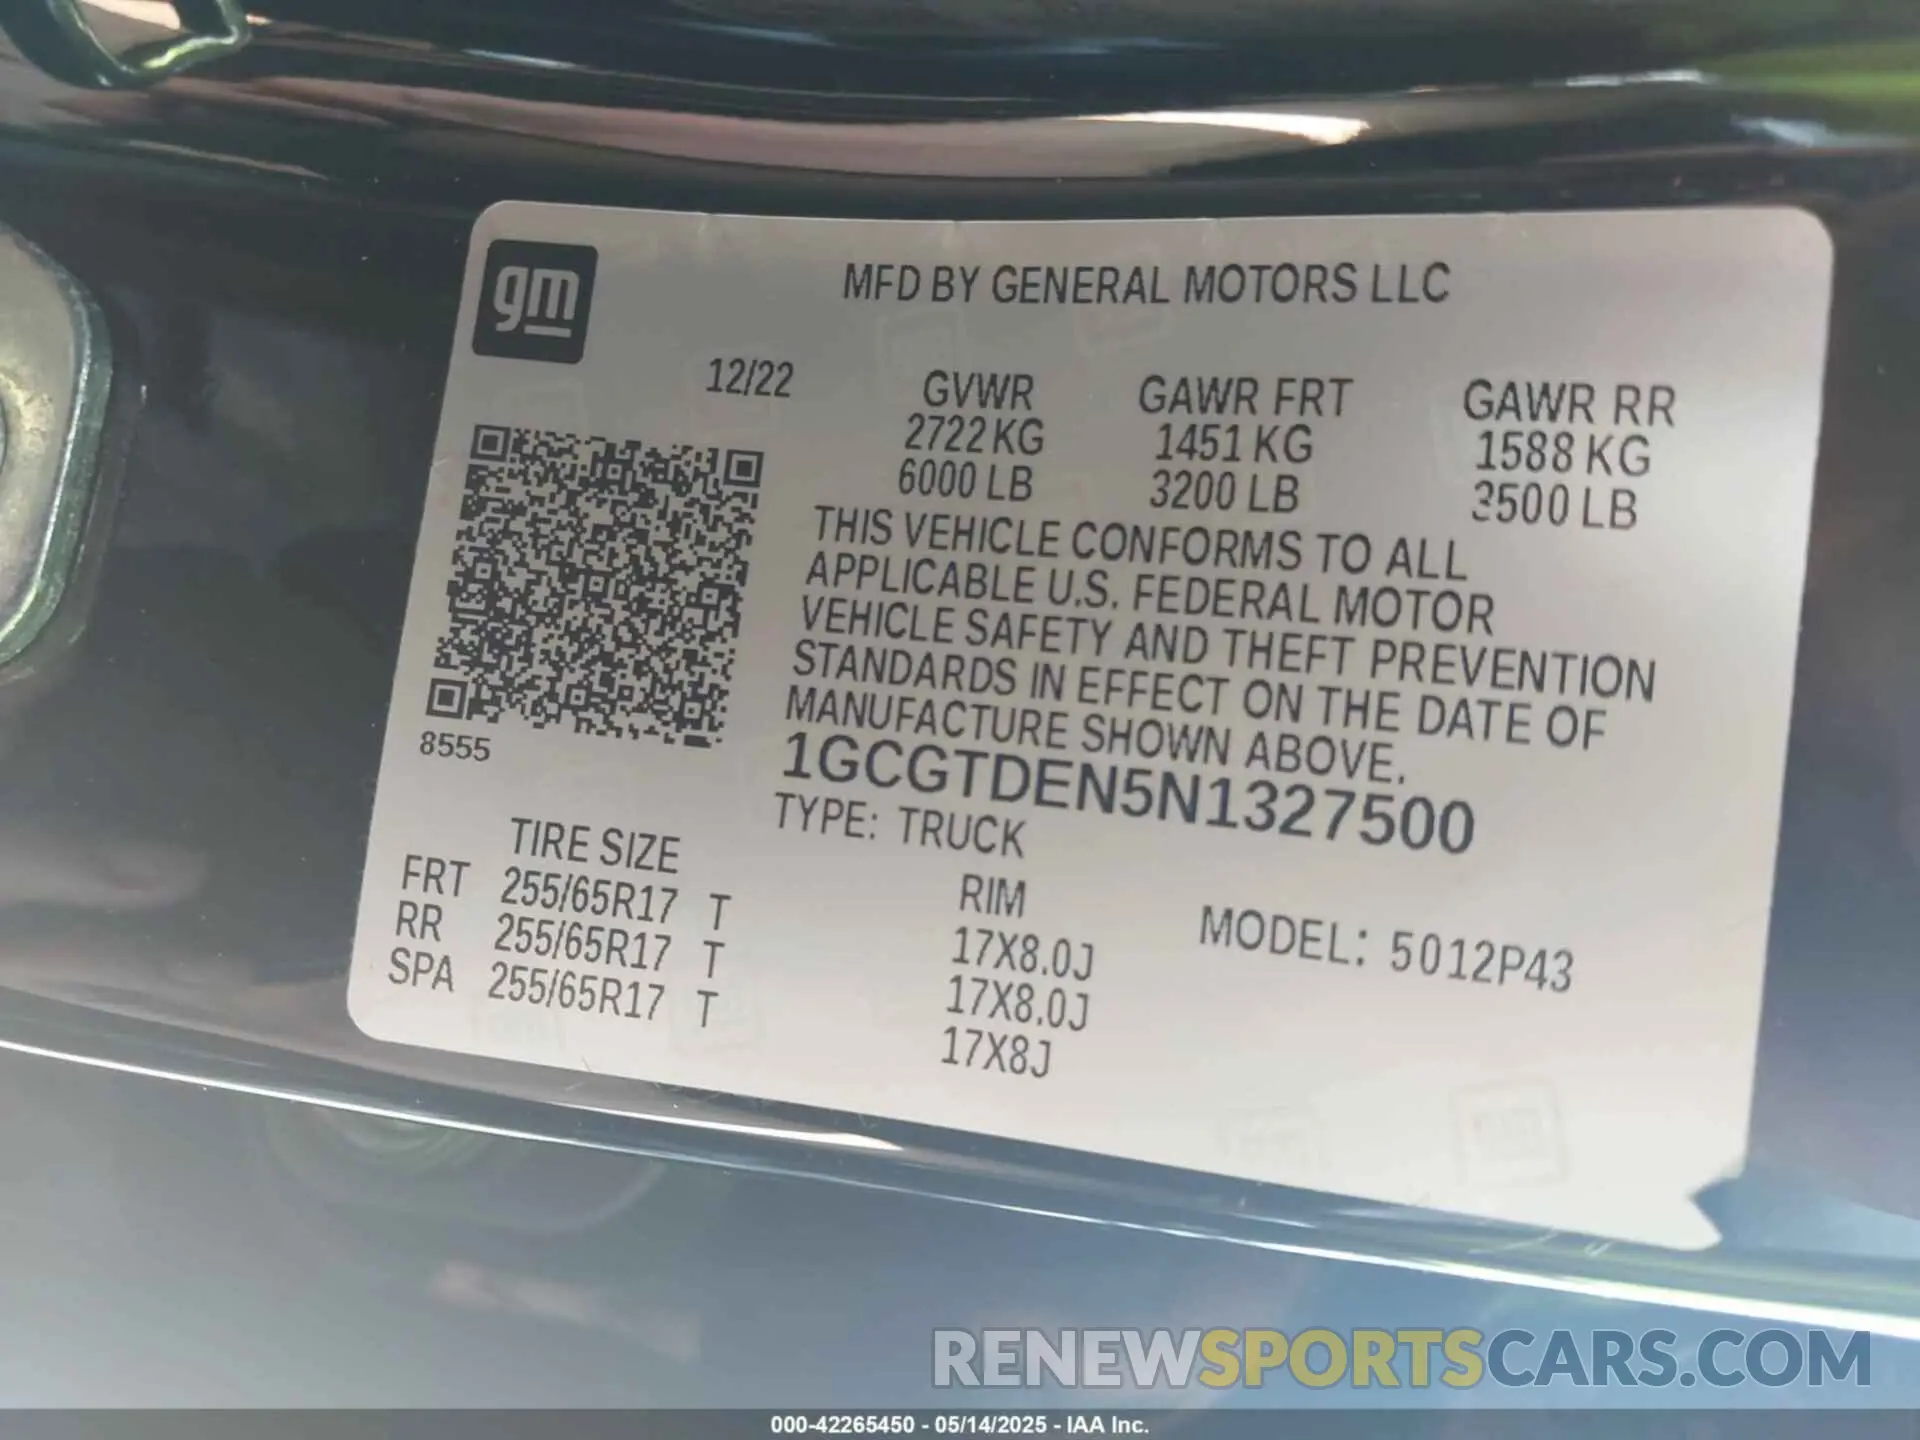 gm
MFD BY GENERAL MOTORS LLC
12/22
GVWR GAWR FRT GAWR RR
2722 KG 1451 KG 1588 KG
6000 LB 3200 LB 3500 LB
THIS VEHICLE CONFORMS TO ALL
APPLICABLE U.S. FEDERAL MOTOR
VEHICLE SAFETY AND THEFT PREVENTION
STANDARDS IN EFFECT ON THE DATE OF
MANUFACTURE SHOWN ABOVE.
8555
1GCGTDEN5N1327500
TYPE: TRUCK
TIRE SIZE RIM
FRT 255/65R17 T 17X8.0J
RR 255/65R17 T 17X8.0J
SPA 255/65R17 T 17X8J
MODEL: 5012P43
RENEWSPORTSCARS.COM
000-42265450 - 05/14/2025 - IAA Inc.